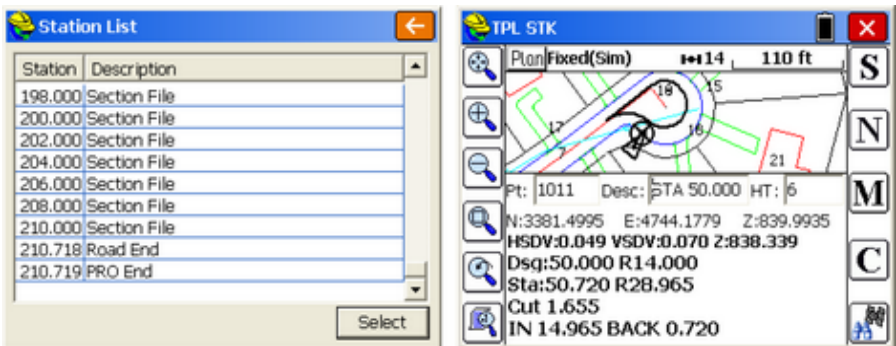 Station List
Station Description
198.000 Section File
200.000 Section File
202.000 Section File
204.000 Section File
206.000 Section File
208.000 Section File
210.000 Section File
210.718 Road End
210.719 PRO End
Select
TPL STK
Plan Fixed(Sim) 14 110 ft
S
N
M
C
15
17
18
21
Pt: 1011 Desc: STA 50.000 HT: 6
N:3381.4995 E:4744.1779 Z:839.9935
HSDV:0.049 VSDV:0.070 Z:838.339
Dsg:50.000 R14.000
Sta:50.720 R28.965
Cut 1.655
IN 14.965 BACK 0.720